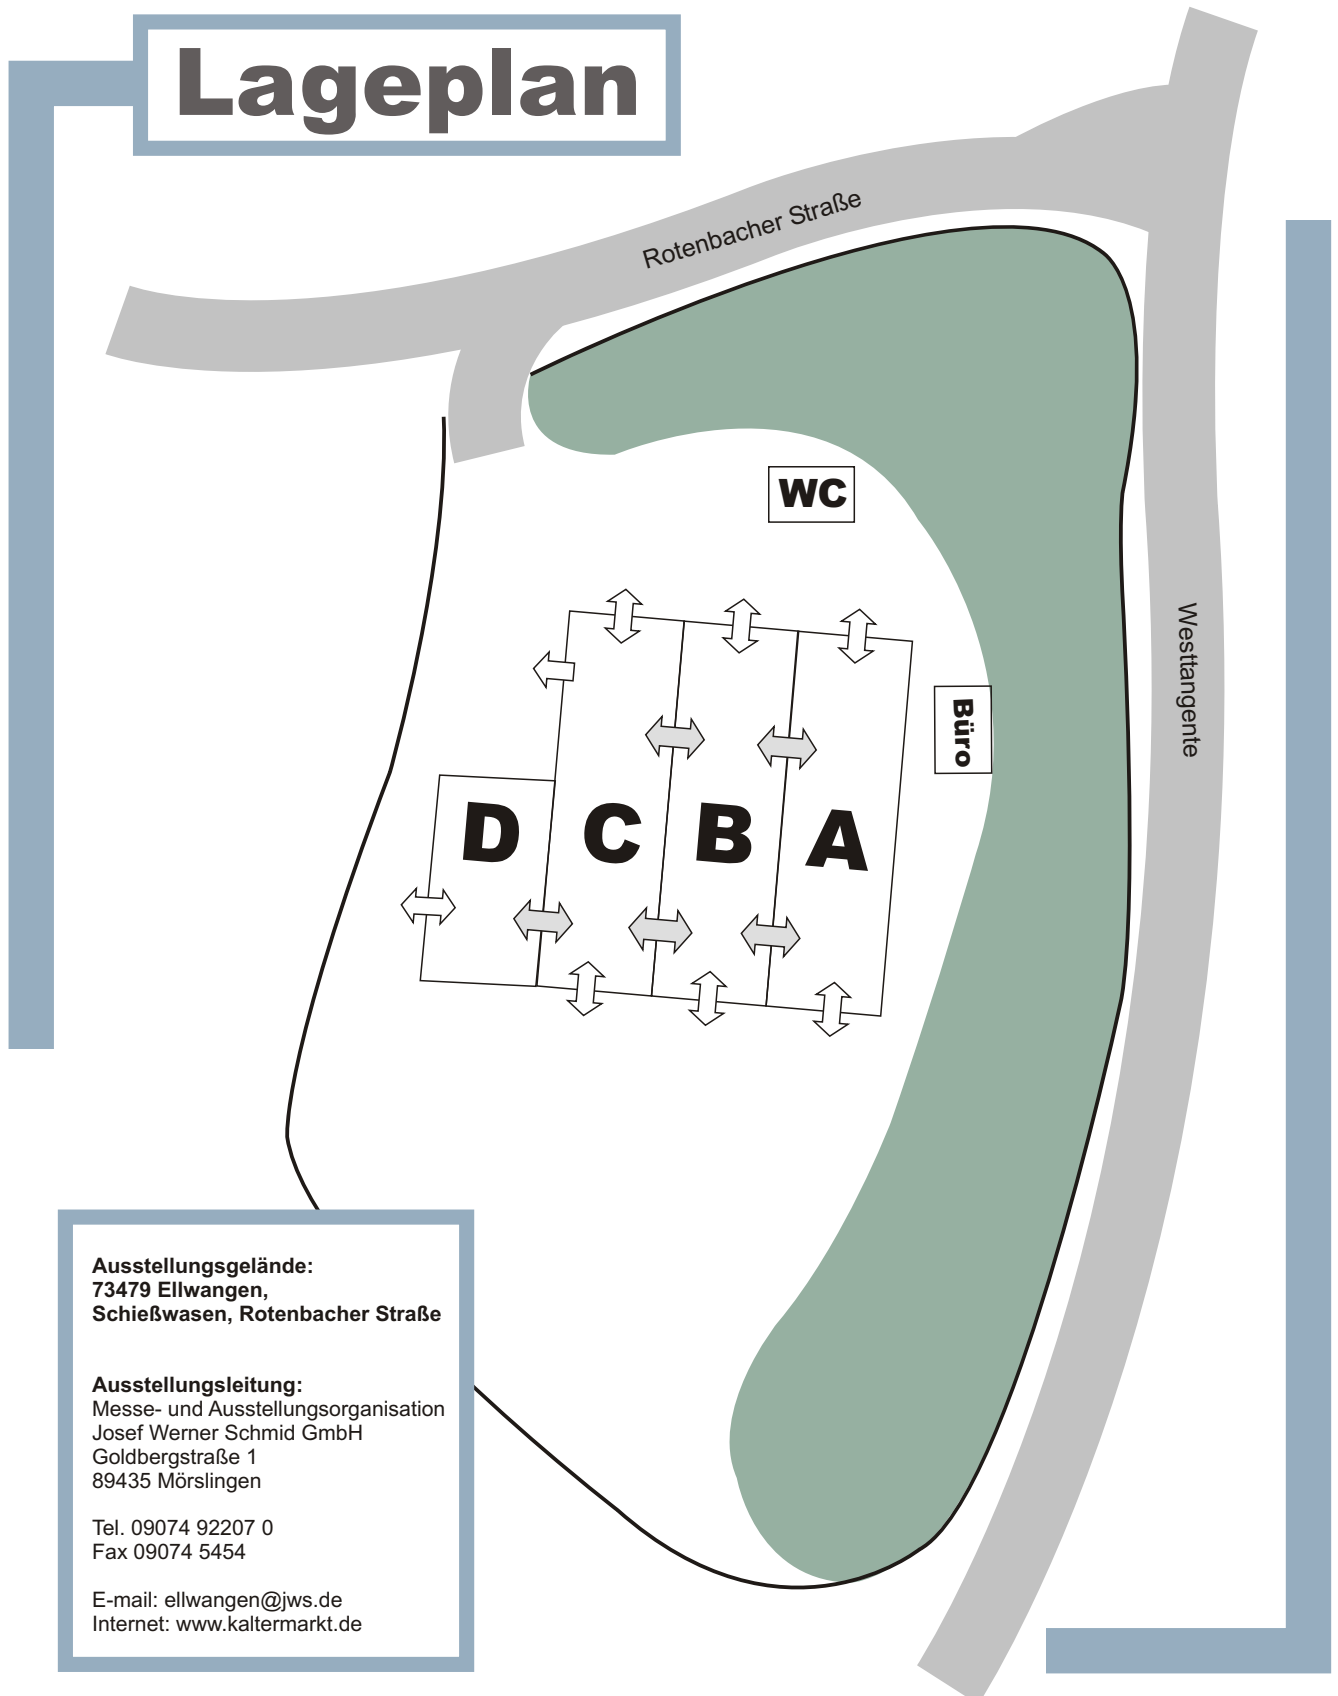 Lageplan
Rotenbacher Straße
WC
Westtangente
Büro
D C B A
Ausstellungsgelände:
73479 Ellwangen,
Schießwasen, Rotenbacher Straße
Ausstellungsleitung:
Messe- und Ausstellungsorganisation
Josef Werner Schmid GmbH
Goldbergstraße 1
89435 Mörslingen
Tel. 09074 92207 0
Fax 09074 5454
E-mail: ellwangen@jws.de
Internet: www.kaltermarkt.de